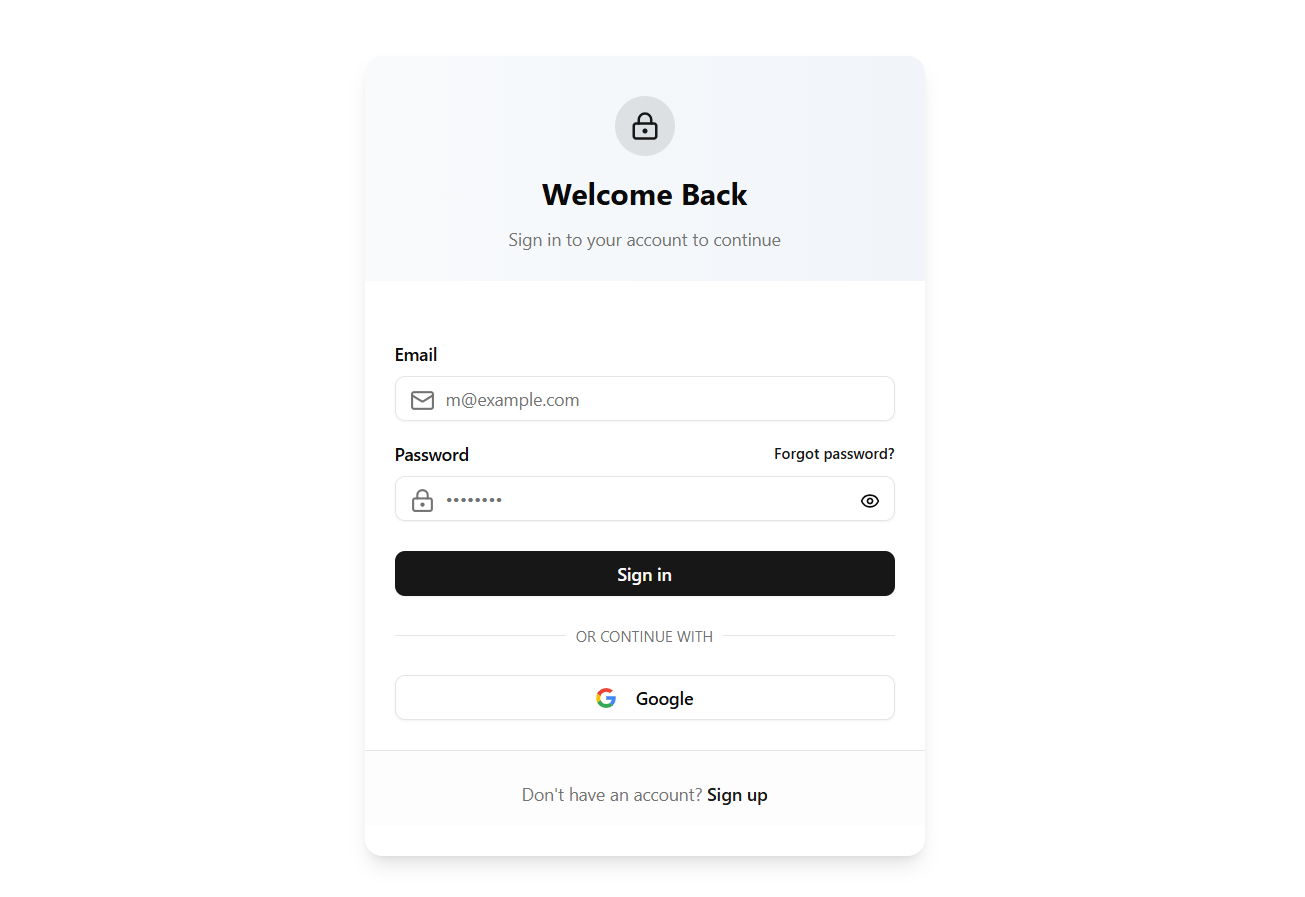 Welcome Back
Sign in to your account to continue
Email
m@example.com
Password Forgot password?
••••••••
Sign in
OR CONTINUE WITH
Google
Don't have an account? Sign up